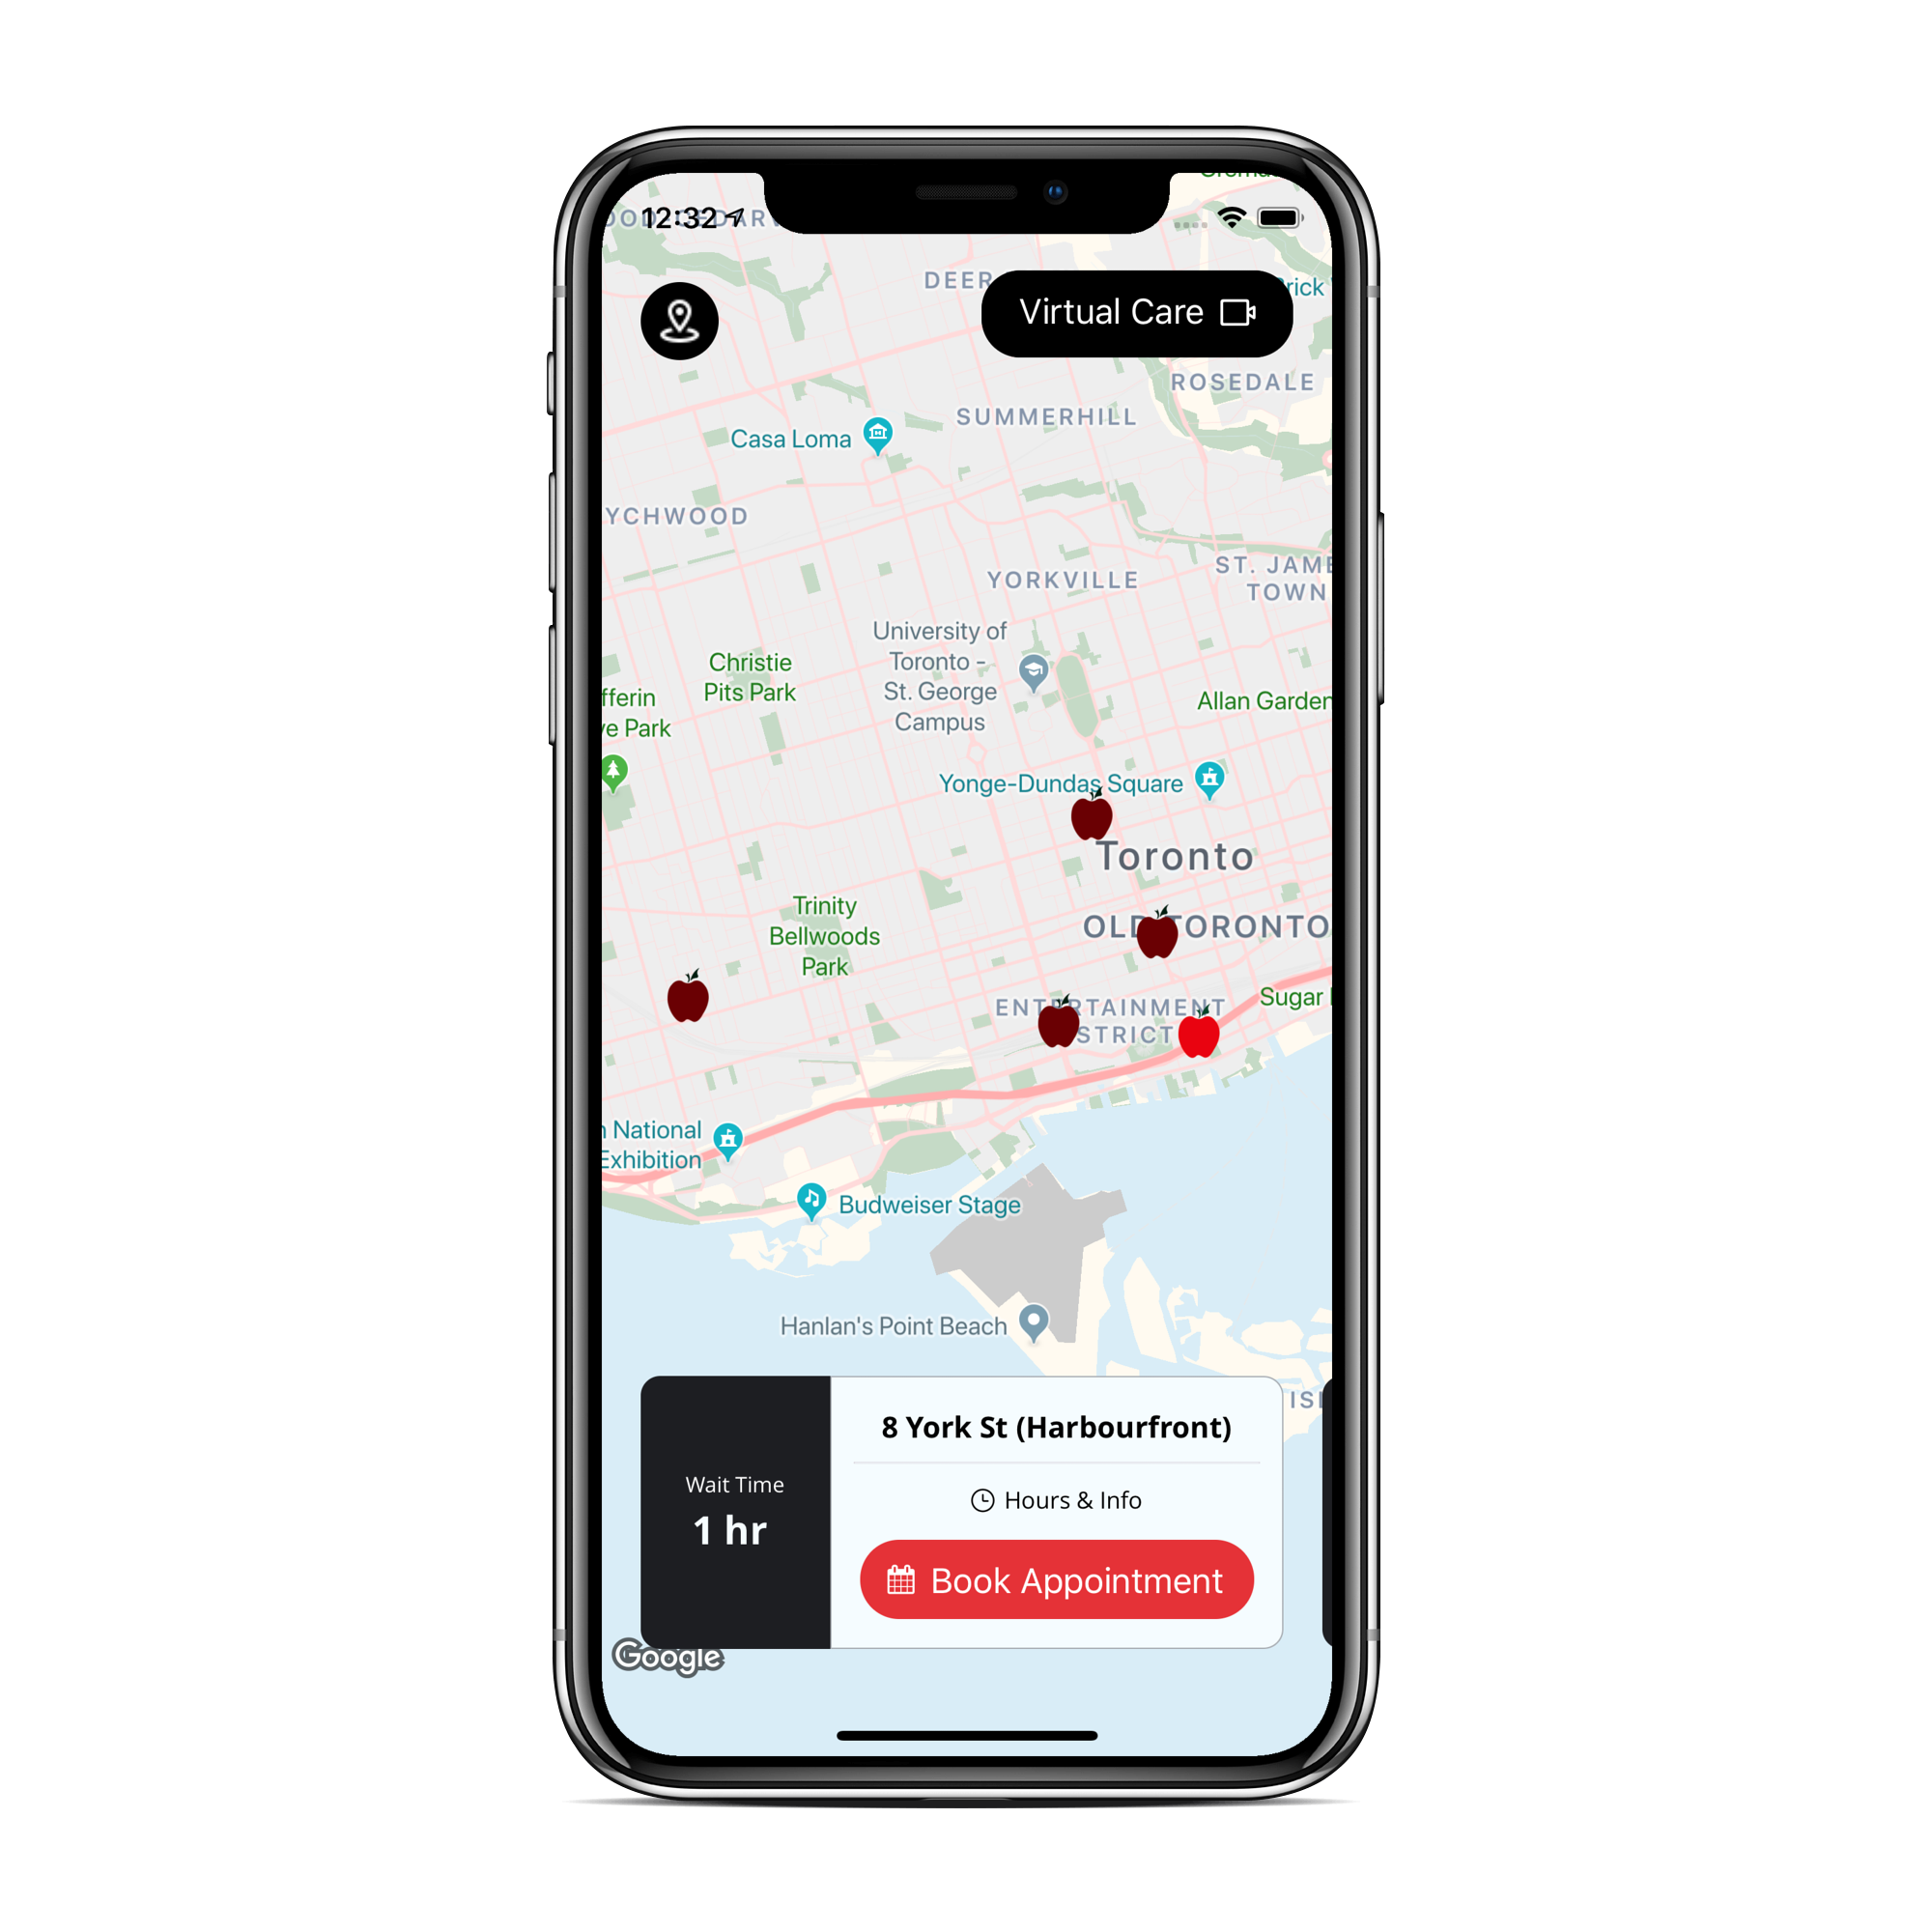 12:32
DEER
Virtual Care
ROSEDALE
SUMMERHILL
Casa Loma
YCHWOOD
YORKVILLE
ST. JAME
TOWN
University of
Toronto -
St. George
Campus
Christie
Pits Park
fferin
ve Park
Allan Garden
Yonge-Dundas Square
Toronto
OLD TORONTO
Trinity
Bellwoods
Park
ENTERTAINMENT
STRICT
Sugar
n National
Exhibition
Budweiser Stage
Hanlan's Point Beach
ISL
8 York St (Harbourfront)
Wait Time
1 hr
Hours & Info
Book Appointment
Google